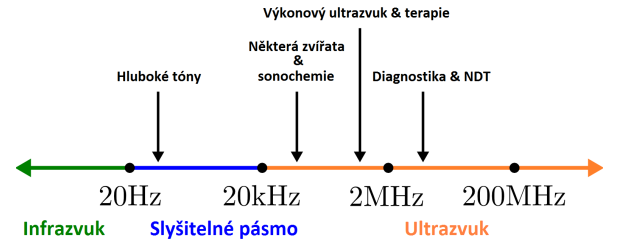 Výkonový ultrazvuk & terapie
Některá zvířata
&
sonochemie
Hluboké tóny
Diagnostika & NDT
20Hz
20kHz
2MHz
200MHz
Infrazvuk
Slyšitelné pásmo
Ultrazvuk